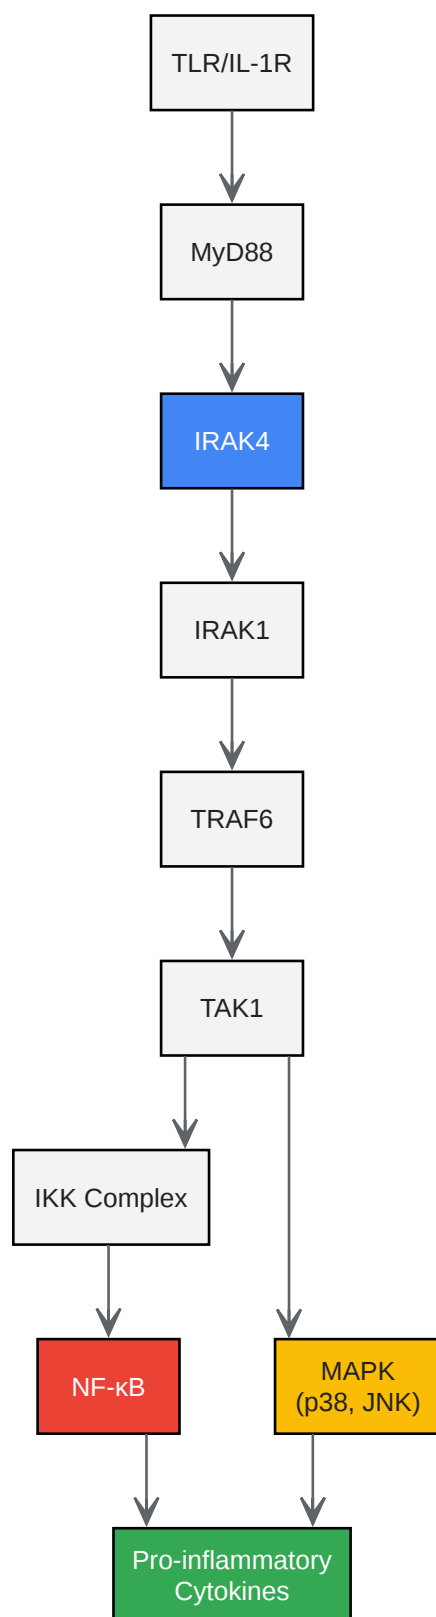 TLR/IL-1R
MyD88
IRAK4
IRAK1
TRAF6
TAK1
IKK Complex
NF-κB
MAPK
(p38, JNK)
Pro-inflammatory
Cytokines